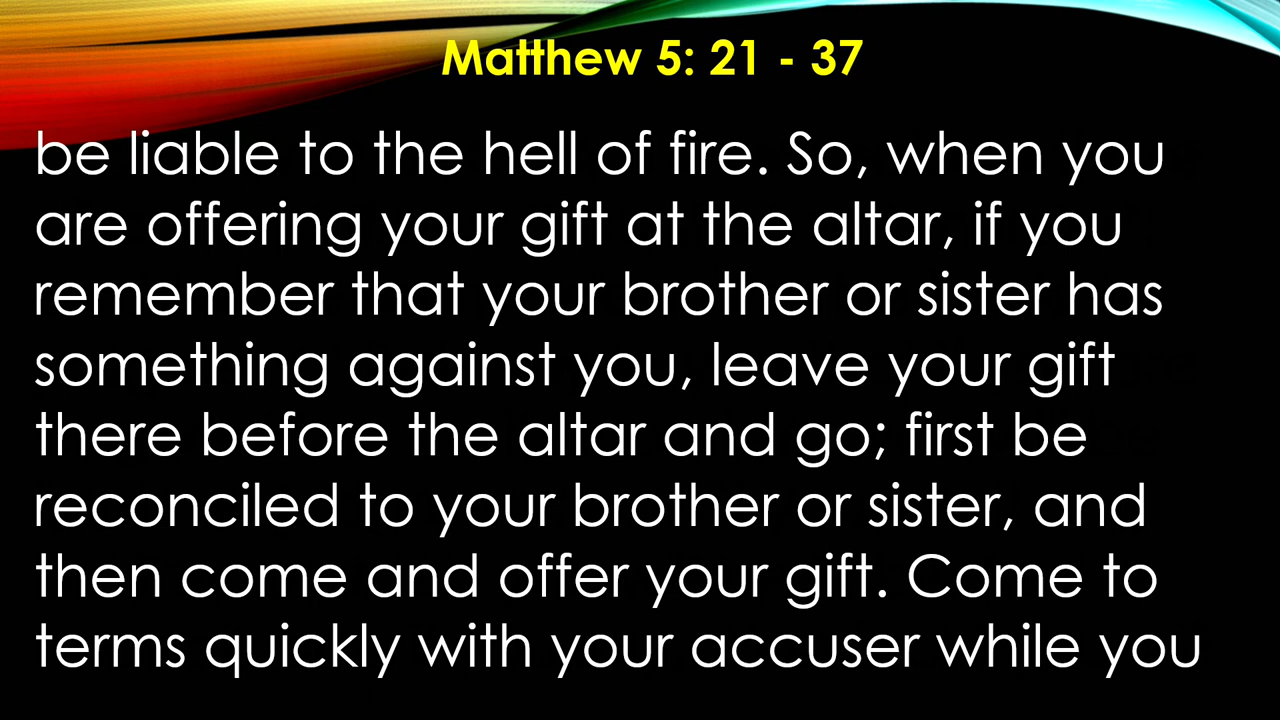 Matthew 5: 21 - 37
be liable to the hell of fire. So, when you
are offering your gift at the altar, if you
remember that your brother or sister has
something against you, leave your gift
there before the altar and go; first be
reconciled to your brother or sister, and
then come and offer your gift. Come to
terms quickly with your accuser while you